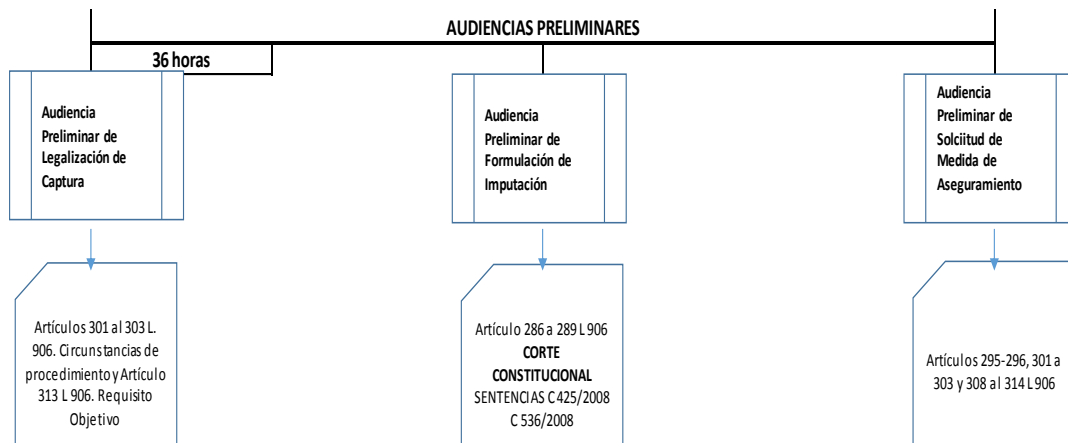 AUDIENCIAS PRELIMINARES
36 horas
Audiencia
Preliminar de
Legalización de
Captura
Audiencia
Preliminar de
Formulación de
Imputación
Audiencia
Preliminar de
Solciitud de
Medida de
Aseguramiento
Artículos 301 al 303 L.
906. Circunstancias de
procedimiento y Artículo
313 L 906. Requisito
Objetivo
Artículo 286 a 289 L 906
CORTE
CONSTITUCIONAL
SENTENCIAS C 425/2008
C 536/2008
Artículos 295-296, 301 a
303 y 308 al 314 L 906